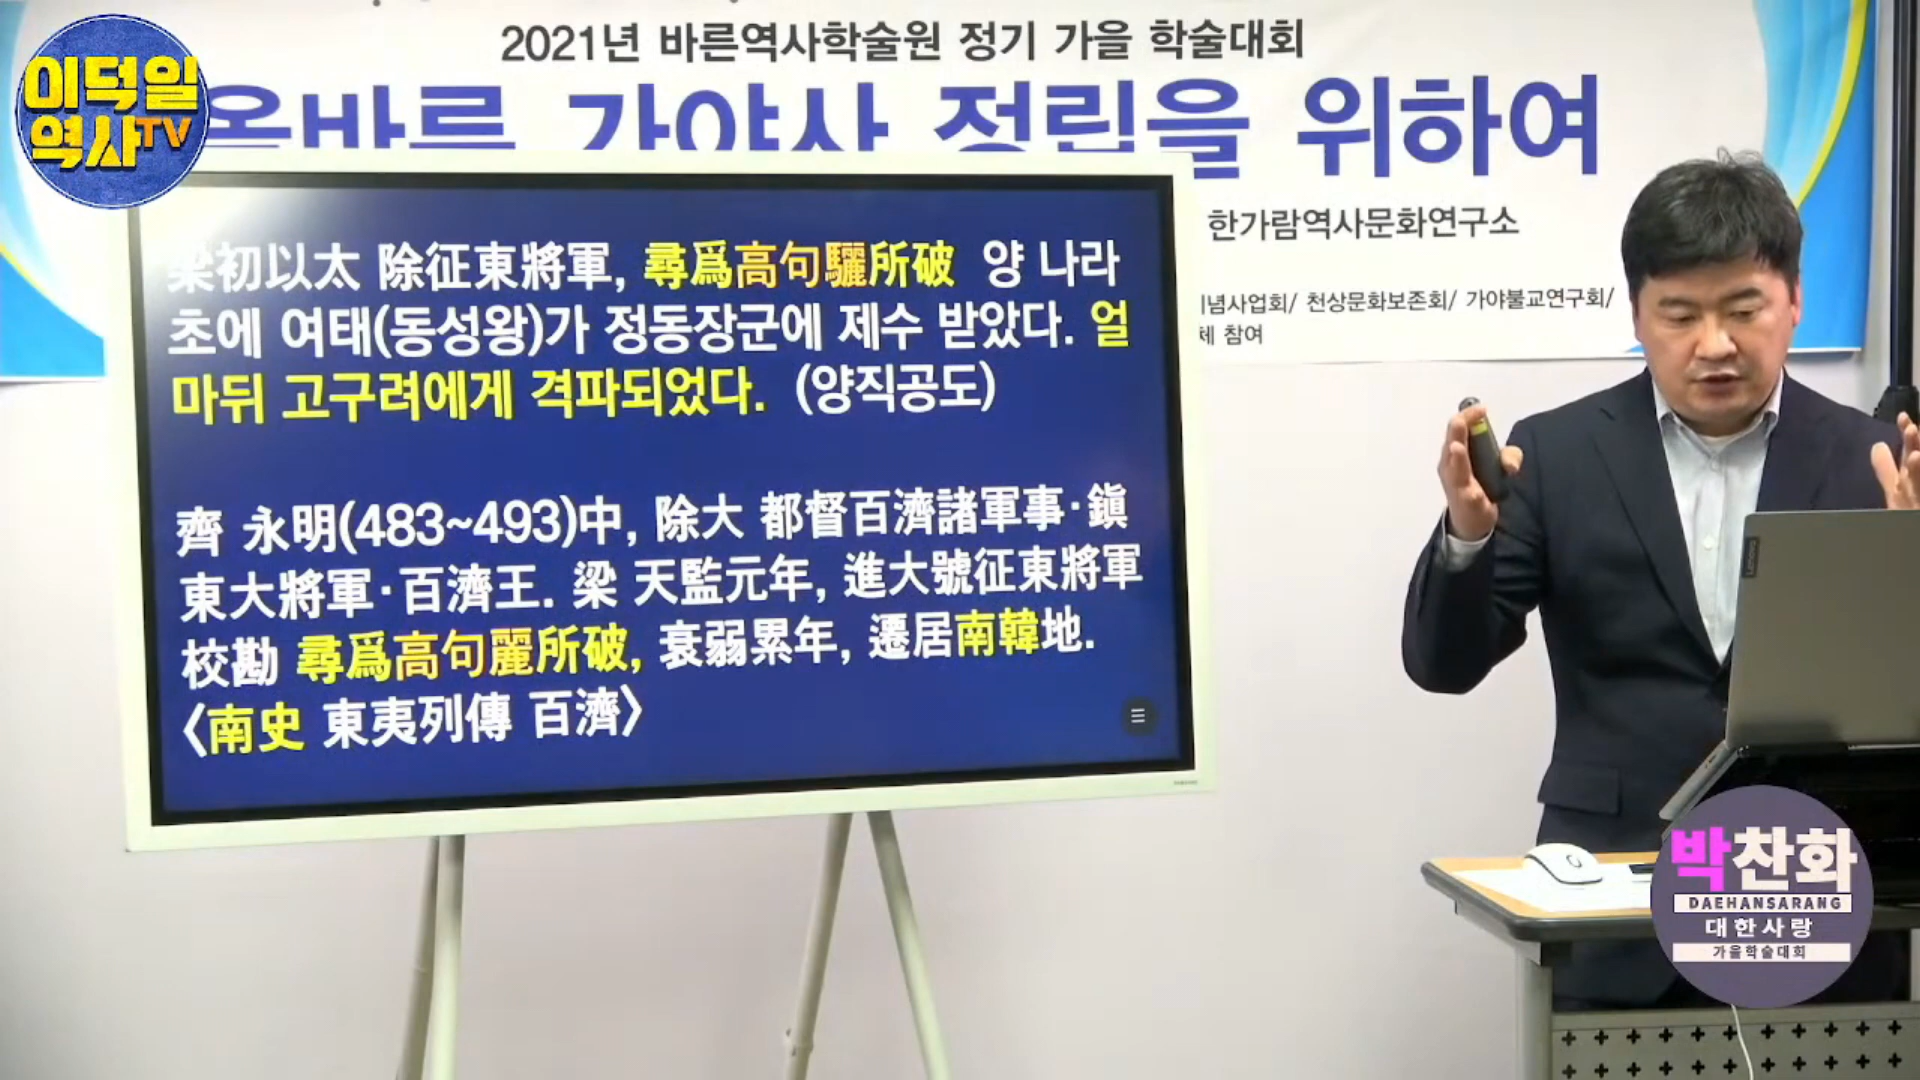 이덕일
역사TV
2021년 바른역사학술원 정기 가을 학술대회
올바른 가야사 정립을 위하여
한가람역사문화연구소
념사업회/ 천상문화보존회/ 가야불교연구회/
체 참여
梁初以太 除征東將軍, 尋爲高句驪所破 양 나라
초에 여태(동성왕)가 정동장군에 제수 받았다. 얼
마뒤 고구려에게 격파되었다. (양직공도)
齊 永明(483~493)中, 除大 都督百濟諸軍事·鎭
東大將軍·百濟王. 梁 天監元年, 進大號征東將軍
校勘 尋爲高句麗所破, 衰弱累年, 遷居南韓地.
〈南史 東夷列傳 百濟〉
Lenovo
박찬화
DAEHANSARANG
대한사랑
가을학술대회